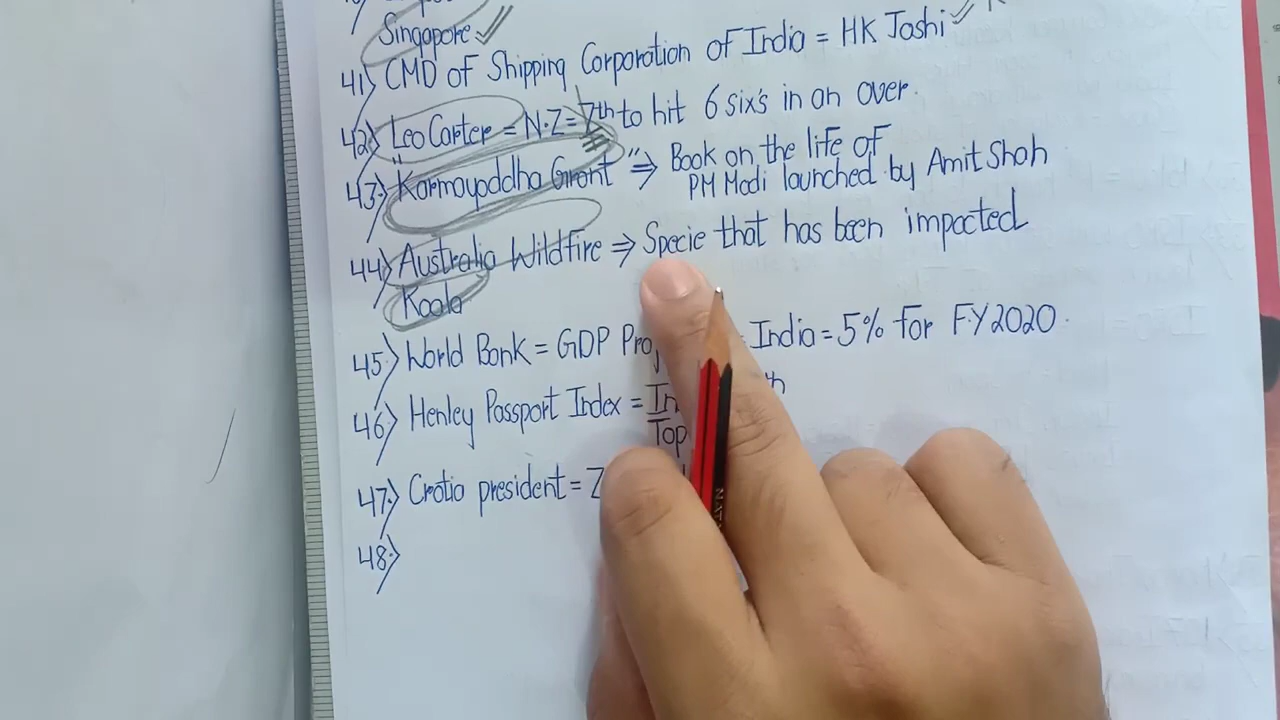 Singapore
41) CMD of Shipping Corporation of India = HK Joshi
42) Leo Carter = N.Z = 7th to hit 6 six's in an over.
43) "Karmayoddha Granth" ⇒ Book on the life of
PM Modi launched by Amit Shah
44) Australia Wildfire ⇒ Specie that has been impacted
Koala
45) World Bank = GDP India = 5% for F.Y 2020.
46) Henley Passport Index =
Top
47) Crotia president = Z
48)